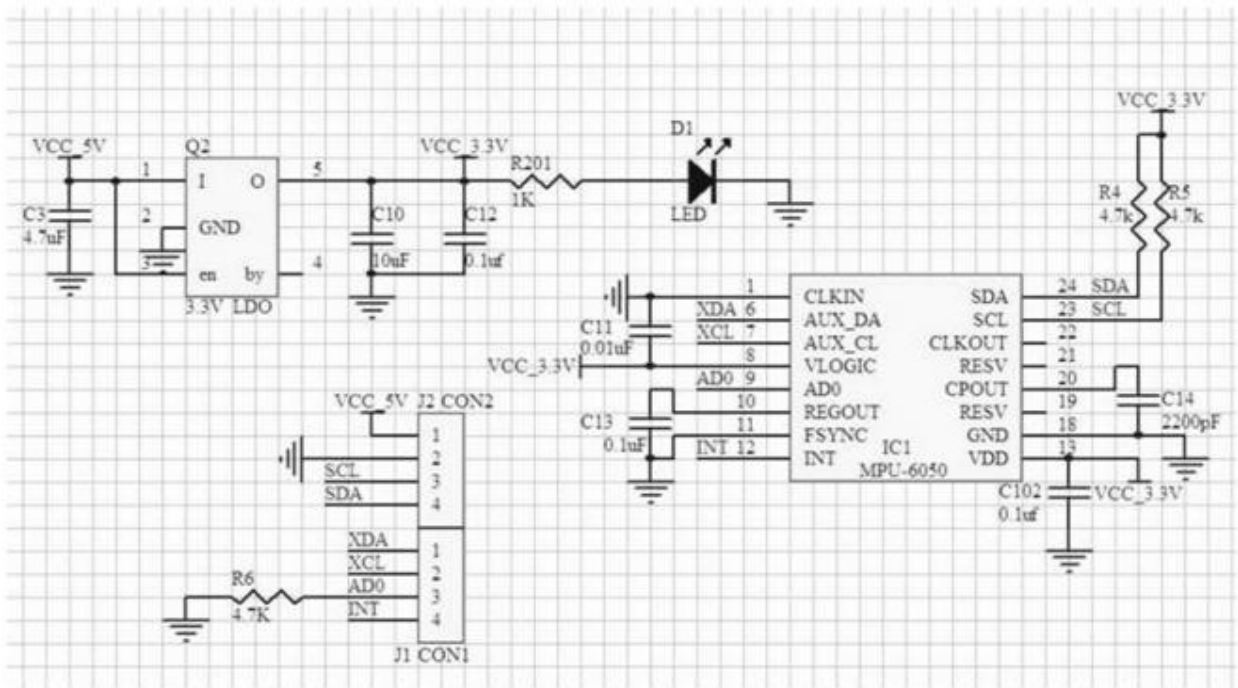 VCC_5V
Q2
1
I
O
5
C3
4.7uF
2
GND
3
en
by
4
3.3V LDO
VCC_3.3V
C10
10uF
C12
0.1uf
R201
1K
D1
LED
VCC_3.3V
R4
4.7k
R5
4.7k
1
CLKIN
SDA
24
SDA
XDA
6
AUX_DA
SCL
23
SCL
XCL
7
AUX_CL
CLKOUT
22
C11
0.01uF
VCC_3.3V
8
VLOGIC
RESV
21
AD0
9
AD0
CPOUT
20
10
REGOUT
RESV
19
C13
0.1uF
11
FSYNC
GND
18
INT
12
INT
VDD
13
IC1
MPU-6050
C14
2200pF
C102
0.1uf
VCC_3.3V
VCC_5V
J2 CON2
1
2
SCL
3
SDA
4
XDA
1
XCL
2
R6
4.7K
AD0
3
INT
4
J1 CON1